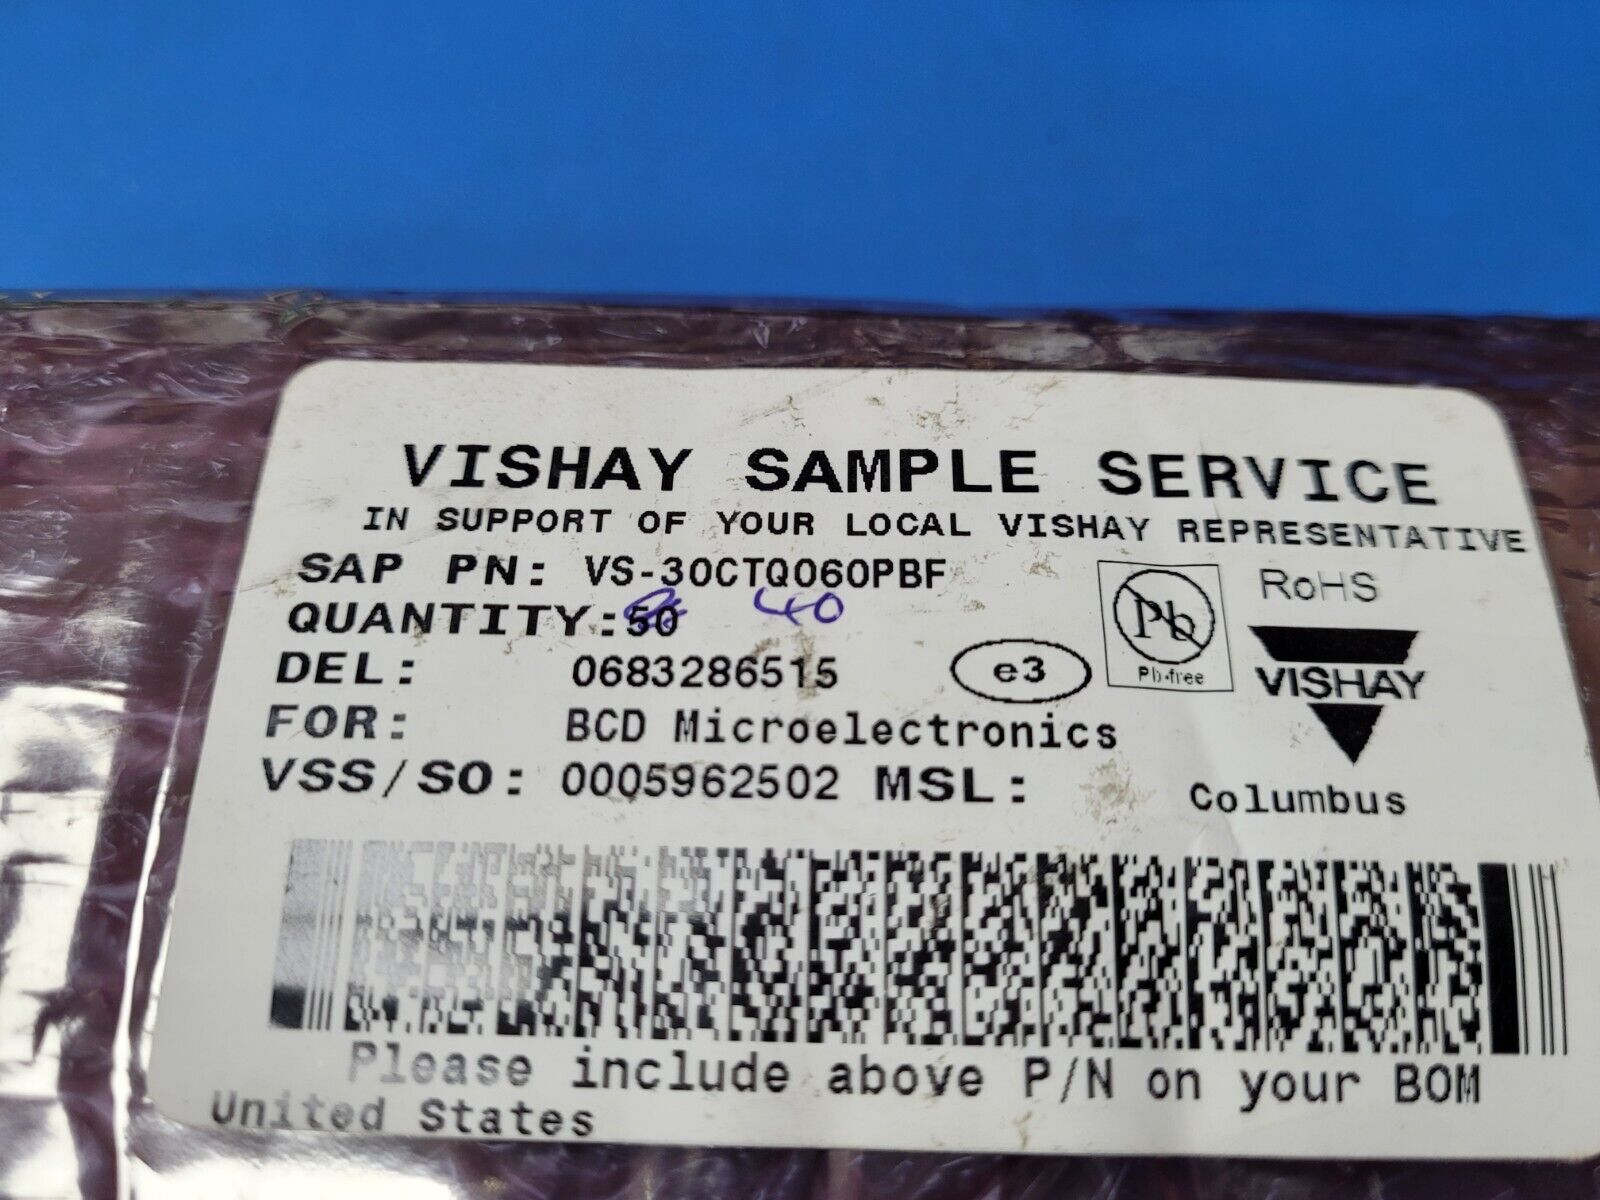 VISHAY SAMPLE SERVICE
IN SUPPORT OF YOUR LOCAL VISHAY REPRESENTATIVE
SAP PN: VS-30CTQ060PBF
RoHS
QUANTITY:50 40
Pb
Pb-free
DEL: 0683286515
e3
VISHAY
FOR: BCD Microelectronics
VSS/SO: 0005962502 MSL:
Columbus
Please include above P/N on your BOM
United States